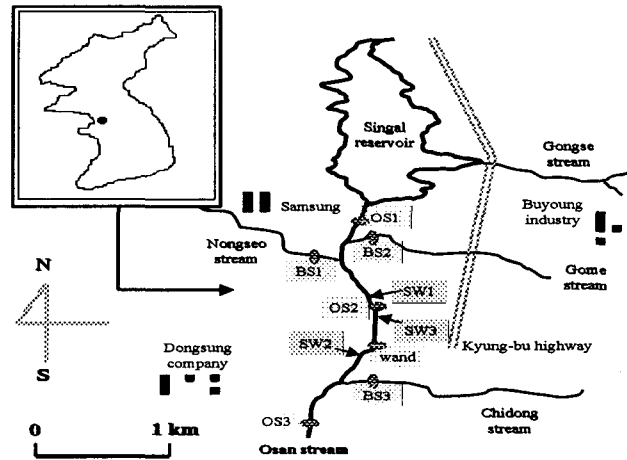 Singal
reservoir
Gongse
stream
Samsung
OS1
Buyoung
industry
Nongseo
stream
BS2
BS1
Gome
stream
N
SW1
OS2
SW3
SW2
wand
Kyung-bu highway
S
Dongsung
company
BS3
OS3
Chidong
stream
0
1 km
Osan stream